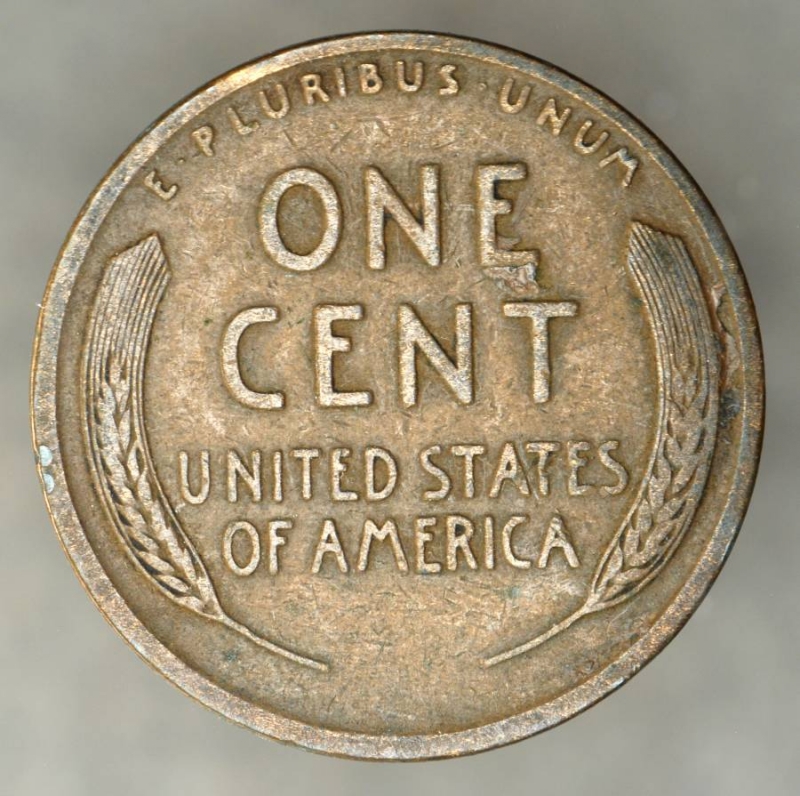 E · PLURIBUS · UNUM
ONE
CENT
UNITED STATES
OF AMERICA